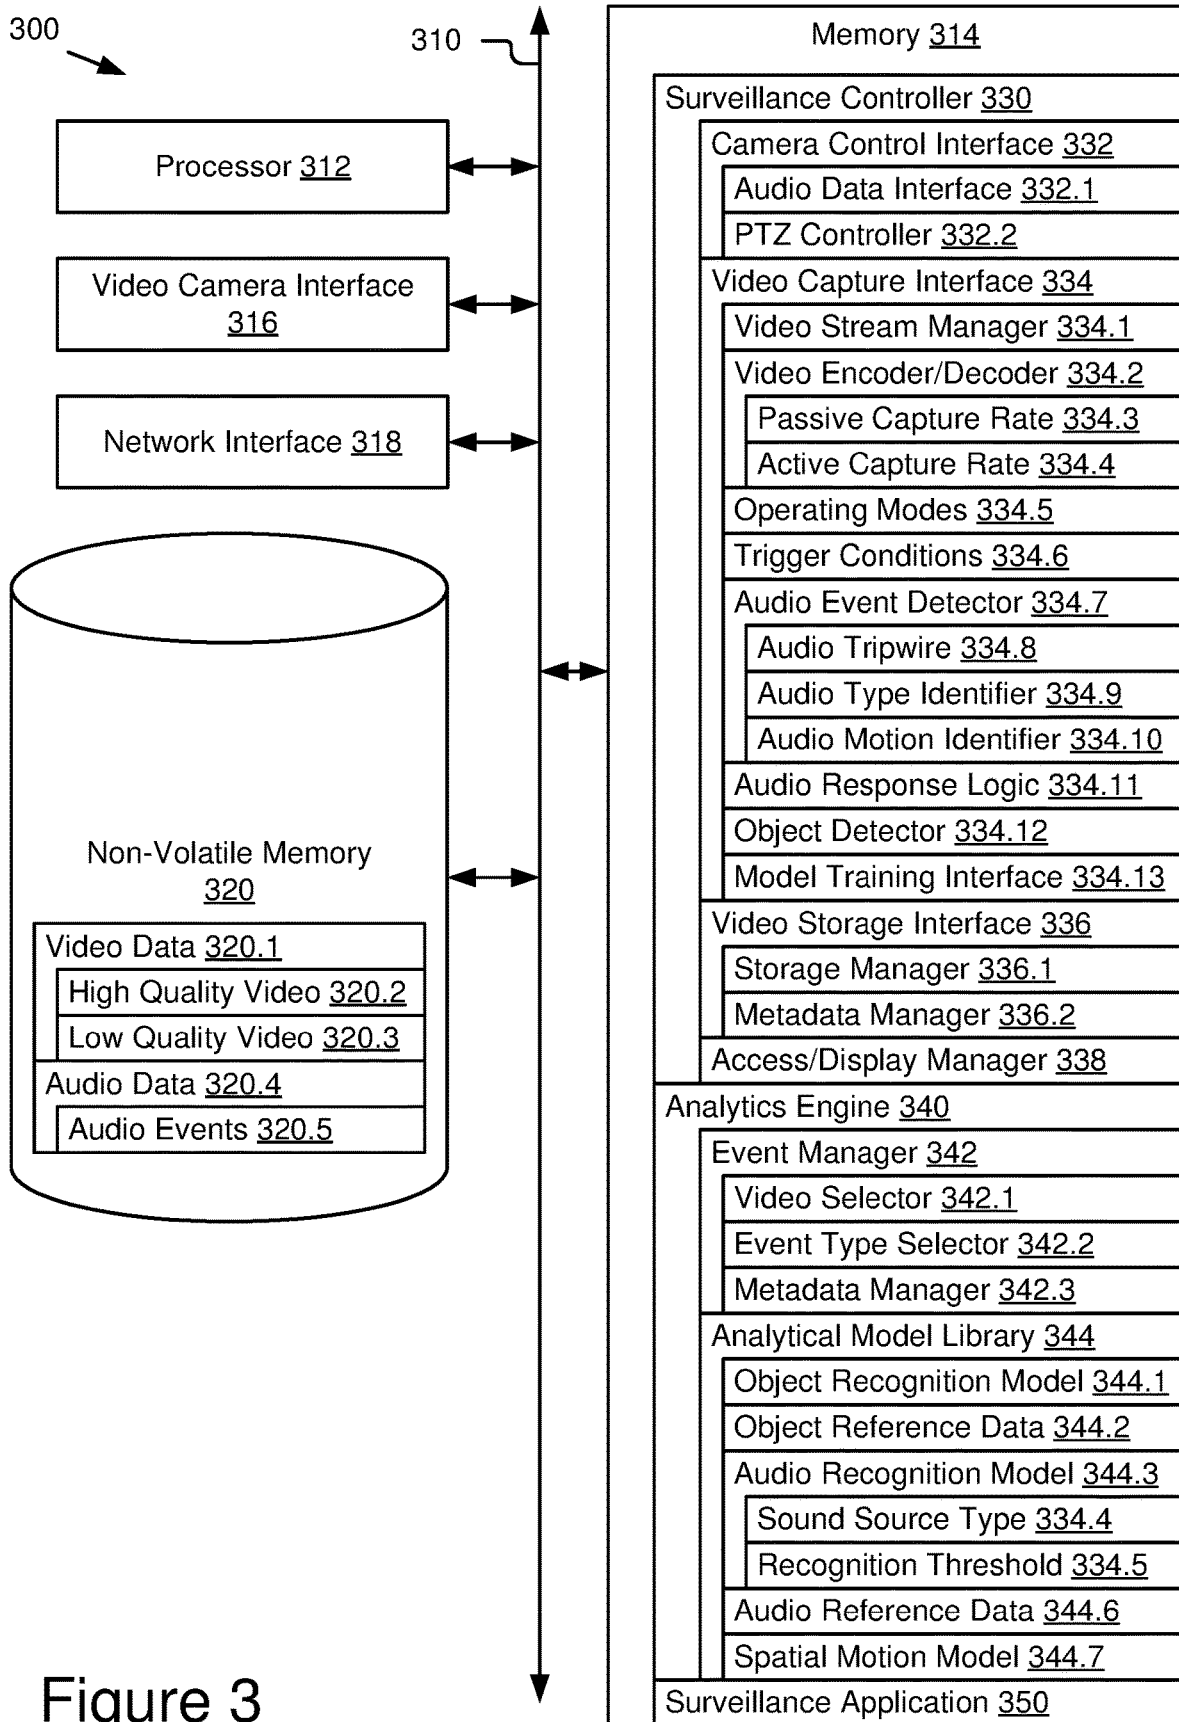 300
310
Processor 312
Video Camera Interface
316
Network Interface 318
Non-Volatile Memory
320
Video Data 320.1
High Quality Video 320.2
Low Quality Video 320.3
Audio Data 320.4
Audio Events 320.5
Memory 314
Surveillance Controller 330
Camera Control Interface 332
Audio Data Interface 332.1
PTZ Controller 332.2
Video Capture Interface 334
Video Stream Manager 334.1
Video Encoder/Decoder 334.2
Passive Capture Rate 334.3
Active Capture Rate 334.4
Operating Modes 334.5
Trigger Conditions 334.6
Audio Event Detector 334.7
Audio Tripwire 334.8
Audio Type Identifier 334.9
Audio Motion Identifier 334.10
Audio Response Logic 334.11
Object Detector 334.12
Model Training Interface 334.13
Video Storage Interface 336
Storage Manager 336.1
Metadata Manager 336.2
Access/Display Manager 338
Analytics Engine 340
Event Manager 342
Video Selector 342.1
Event Type Selector 342.2
Metadata Manager 342.3
Analytical Model Library 344
Object Recognition Model 344.1
Object Reference Data 344.2
Audio Recognition Model 344.3
Sound Source Type 334.4
Recognition Threshold 334.5
Audio Reference Data 344.6
Spatial Motion Model 344.7
Surveillance Application 350
Figure 3